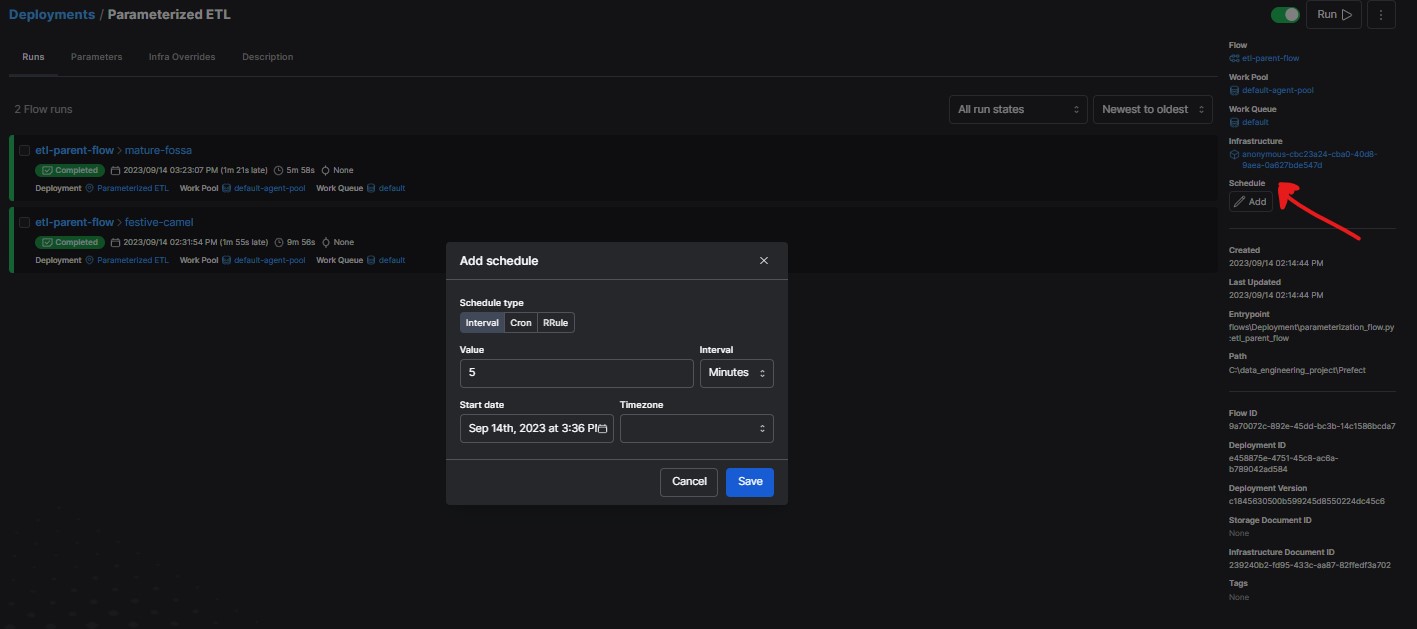 Deployments / Parameterized ETL
Run
Runs Parameters Infra Overrides Description
2 Flow runs
All run states Newest to oldest
etl-parent-flow > mature-fossa
Completed 2023/09/14 03:23:07 PM (1m 21s late) 5m 58s None
Deployment Parameterized ETL Work Pool default-agent-pool Work Queue default
etl-parent-flow > festive-camel
Completed 2023/09/14 02:31:54 PM (1m 55s late) 9m 56s None
Deployment Parameterized ETL Work Pool default-agent-pool Work Queue default
Add schedule
Schedule type
Interval Cron RRule
Value Interval
5 Minutes
Start date Timezone
Sep 14th, 2023 at 3:36 PI
Cancel Save
Flow
etl-parent-flow
Work Pool
default-agent-pool
Work Queue
default
Infrastructure
anonymous-cbc23a24-cba0-40d8-
9aea-0a627bde547d
Schedule
Add
Created
2023/09/14 02:14:44 PM
Last Updated
2023/09/14 02:14:44 PM
Entrypoint
flows\Deployment\parameterization_flow.py
:etl_parent_flow
Path
C:\data_engineering_project\Prefect
Flow ID
9a70072c-892e-45dd-bc3b-14c1586bcda7
Deployment ID
e458875e-4751-45c8-ac6a-
b789042ad584
Deployment Version
c1845630500b599245d8550224dc45c6
Storage Document ID
None
Infrastructure Document ID
239240b2-fd95-433c-aa87-82ffedf3a702
Tags
None